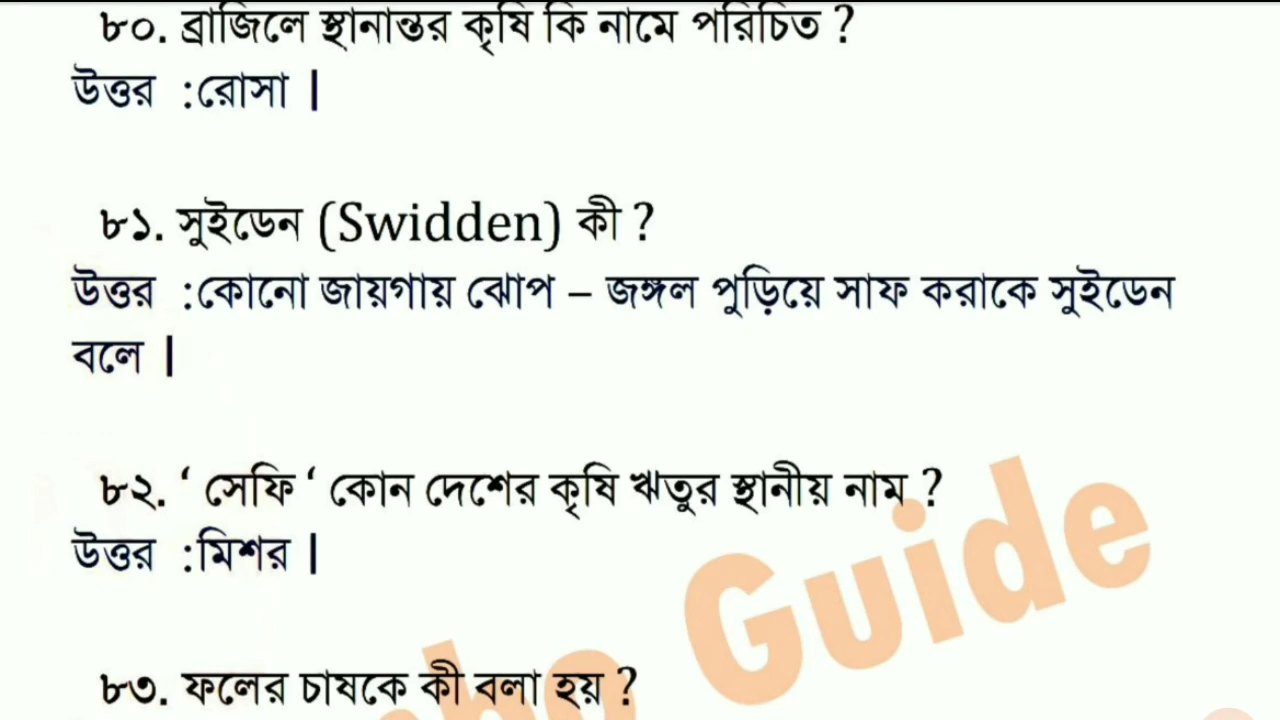 ৮০. ব্রাজিলে স্থানান্তর কৃষি কি নামে পরিচিত ?
উত্তর :রোসা |
৮১. সুইডেন (Swidden) কী ?
উত্তর :কোনো জায়গায় ঝোপ – জঙ্গল পুড়িয়ে সাফ করাকে সুইডেন
বলে |
৮২. ‘ সেফি ‘ কোন দেশের কৃষি ঋতুর স্থানীয় নাম ?
উত্তর :মিশর |
৮৩. ফলের চাষকে কী বলা হয় ?
Guide